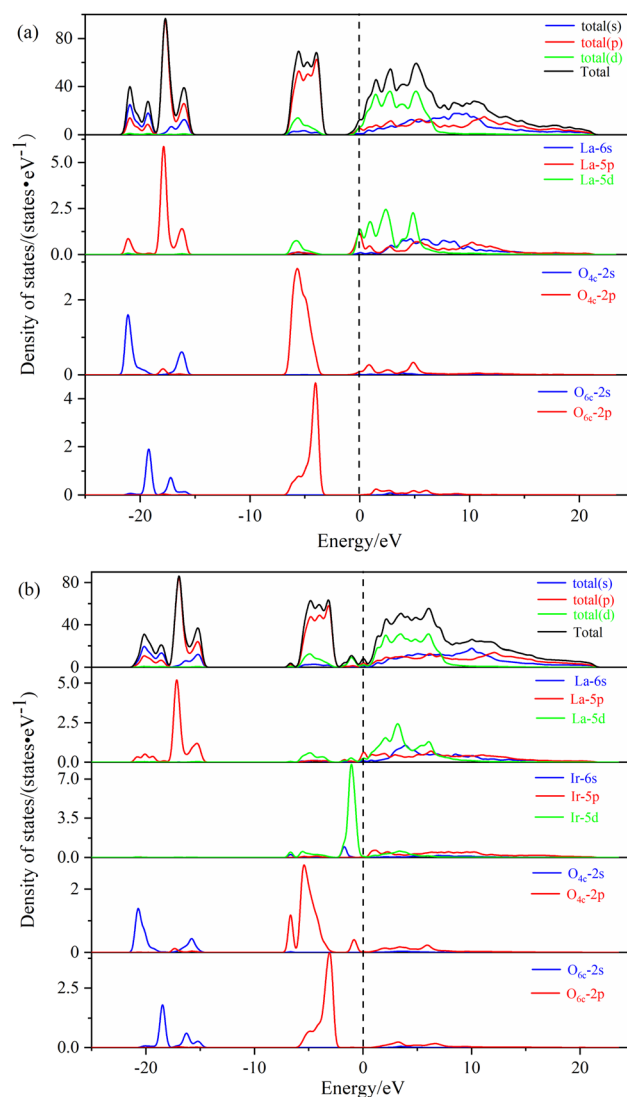 (a)
80
40
0
total(s)
total(p)
total(d)
Total
5.0
2.5
0.0
La-6s
La-5p
La-5d
2
0
O4c-2s
O4c-2p
4
2
0
O6c-2s
O6c-2p
Density of states/(states•eV−1)
-20
-10
0
10
20
Energy/eV
(b)
80
40
0
total(s)
total(p)
total(d)
Total
5.0
2.5
0.0
La-6s
La-5p
La-5d
7.0
3.5
0.0
Ir-6s
Ir-5p
Ir-5d
2
0
O4c-2s
O4c-2p
2.5
0.0
O6c-2s
O6c-2p
Density of states/(states•eV−1)
-20
-10
0
10
20
Energy/eV